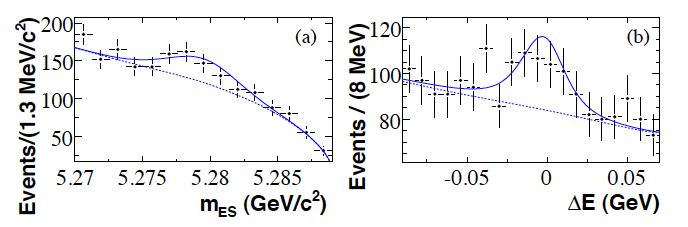 Events/(1.3 MeV/c²)
200
150
100
50
(a)
5.27 5.275 5.28 5.285
m_ES (GeV/c²)
Events / (8 MeV)
120
100
80
(b)
-0.05 0 0.05
ΔE (GeV)